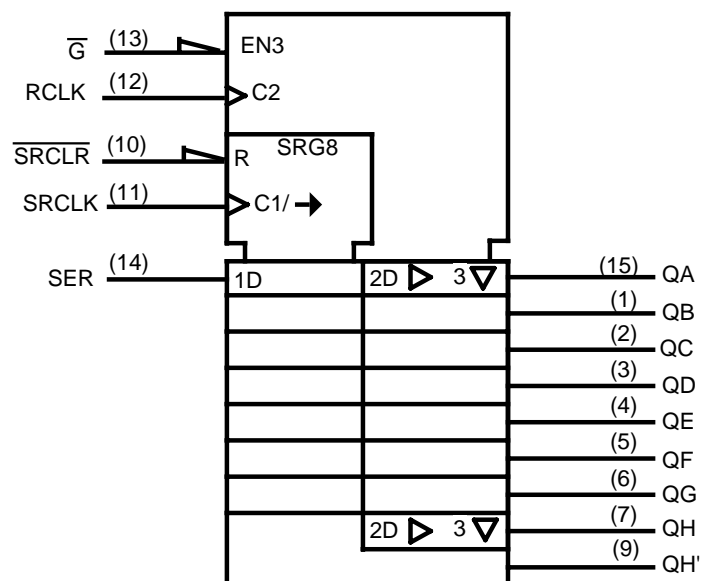 G̅ (13) EN3
RCLK (12) C2
S̅R̅C̅L̅R̅ (10) R SRG8
SRCLK (11) C1/
SER (14) 1D 2D 3 (15) QA
(1) QB
(2) QC
(3) QD
(4) QE
(5) QF
(6) QG
2D 3 (7) QH
(9) QH'